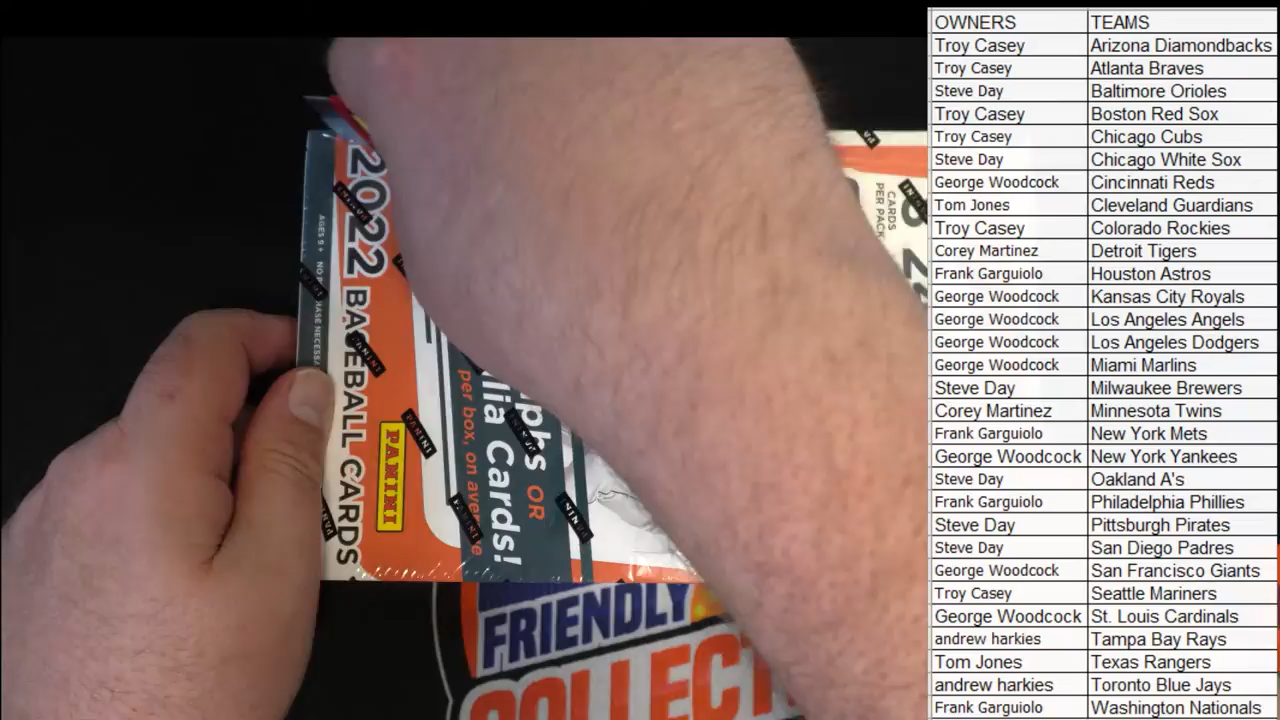 OWNERS TEAMS
Troy Casey Arizona Diamondbacks
Troy Casey Atlanta Braves
Steve Day Baltimore Orioles
Troy Casey Boston Red Sox
Troy Casey Chicago Cubs
Steve Day Chicago White Sox
George Woodcock Cincinnati Reds
Tom Jones Cleveland Guardians
Troy Casey Colorado Rockies
Corey Martinez Detroit Tigers
Frank Garguiolo Houston Astros
George Woodcock Kansas City Royals
George Woodcock Los Angeles Angels
George Woodcock Los Angeles Dodgers
George Woodcock Miami Marlins
Steve Day Milwaukee Brewers
Corey Martinez Minnesota Twins
Frank Garguiolo New York Mets
George Woodcock New York Yankees
Steve Day Oakland A's
Frank Garguiolo Philadelphia Phillies
Steve Day Pittsburgh Pirates
Steve Day San Diego Padres
George Woodcock San Francisco Giants
Troy Casey Seattle Mariners
George Woodcock St. Louis Cardinals
andrew harkies Tampa Bay Rays
Tom Jones Texas Rangers
andrew harkies Toronto Blue Jays
Frank Garguiolo Washington Nationals
AGES 9+
2022 BASEBALL CARDS
PANINI
OR
Cards!
per box, on average
CARDS
PER PACK
FRIENDLY